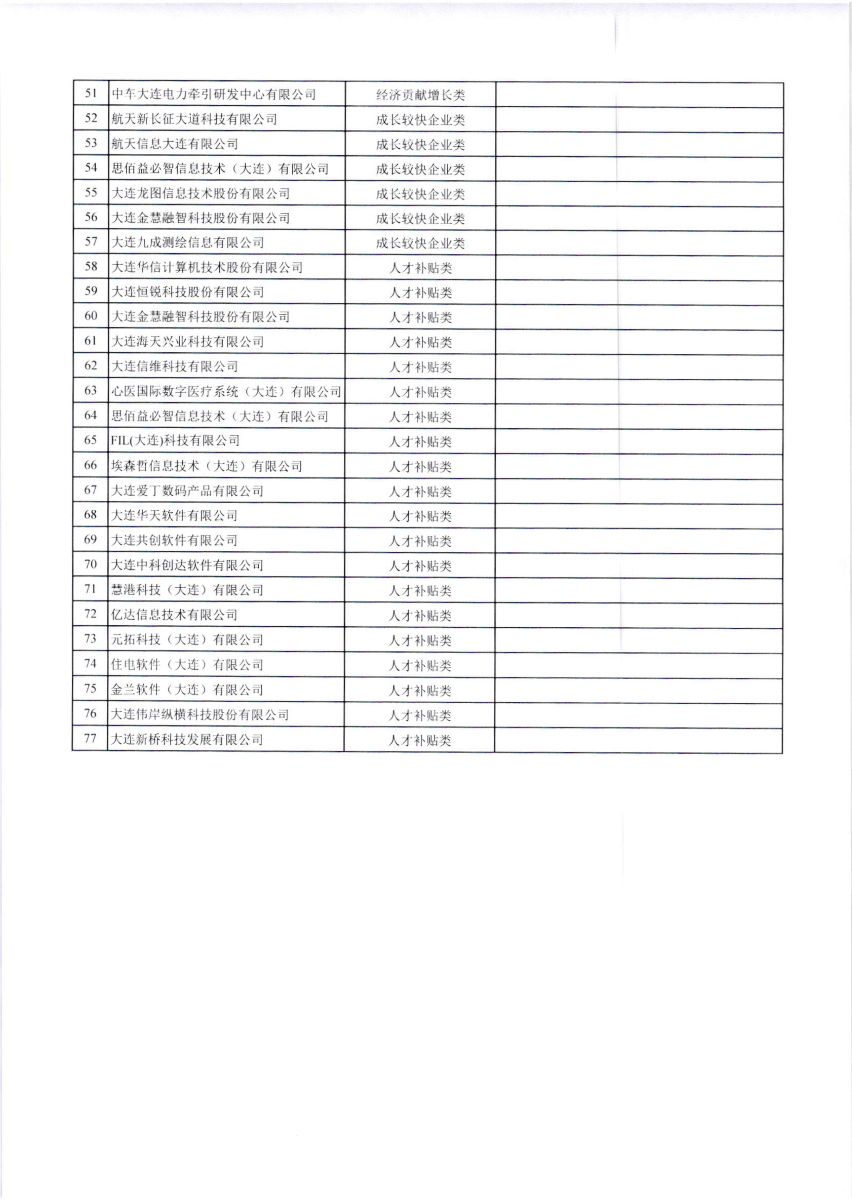 51 中车大连电力牵引研发中心有限公司 经济贡献增长类
52 航天新长征大道科技有限公司 成长较快企业类
53 航天信息大连有限公司 成长较快企业类
54 思佰益必智信息技术（大连）有限公司 成长较快企业类
55 大连龙图信息技术股份有限公司 成长较快企业类
56 大连金慧融智科技股份有限公司 成长较快企业类
57 大连九成测绘信息有限公司 成长较快企业类
58 大连华信计算机技术股份有限公司 人才补贴类
59 大连恒锐科技股份有限公司 人才补贴类
60 大连金慧融智科技股份有限公司 人才补贴类
61 大连海天兴业科技有限公司 人才补贴类
62 大连信维科技有限公司 人才补贴类
63 心医国际数字医疗系统（大连）有限公司 人才补贴类
64 思佰益必智信息技术（大连）有限公司 人才补贴类
65 FIL(大连)科技有限公司 人才补贴类
66 埃森哲信息技术（大连）有限公司 人才补贴类
67 大连爱丁数码产品有限公司 人才补贴类
68 大连华天软件有限公司 人才补贴类
69 大连共创软件有限公司 人才补贴类
70 大连中科创达软件有限公司 人才补贴类
71 慧港科技（大连）有限公司 人才补贴类
72 亿达信息技术有限公司 人才补贴类
73 元拓科技（大连）有限公司 人才补贴类
74 住电软件（大连）有限公司 人才补贴类
75 金兰软件（大连）有限公司 人才补贴类
76 大连伟岸纵横科技股份有限公司 人才补贴类
77 大连新桥科技发展有限公司 人才补贴类